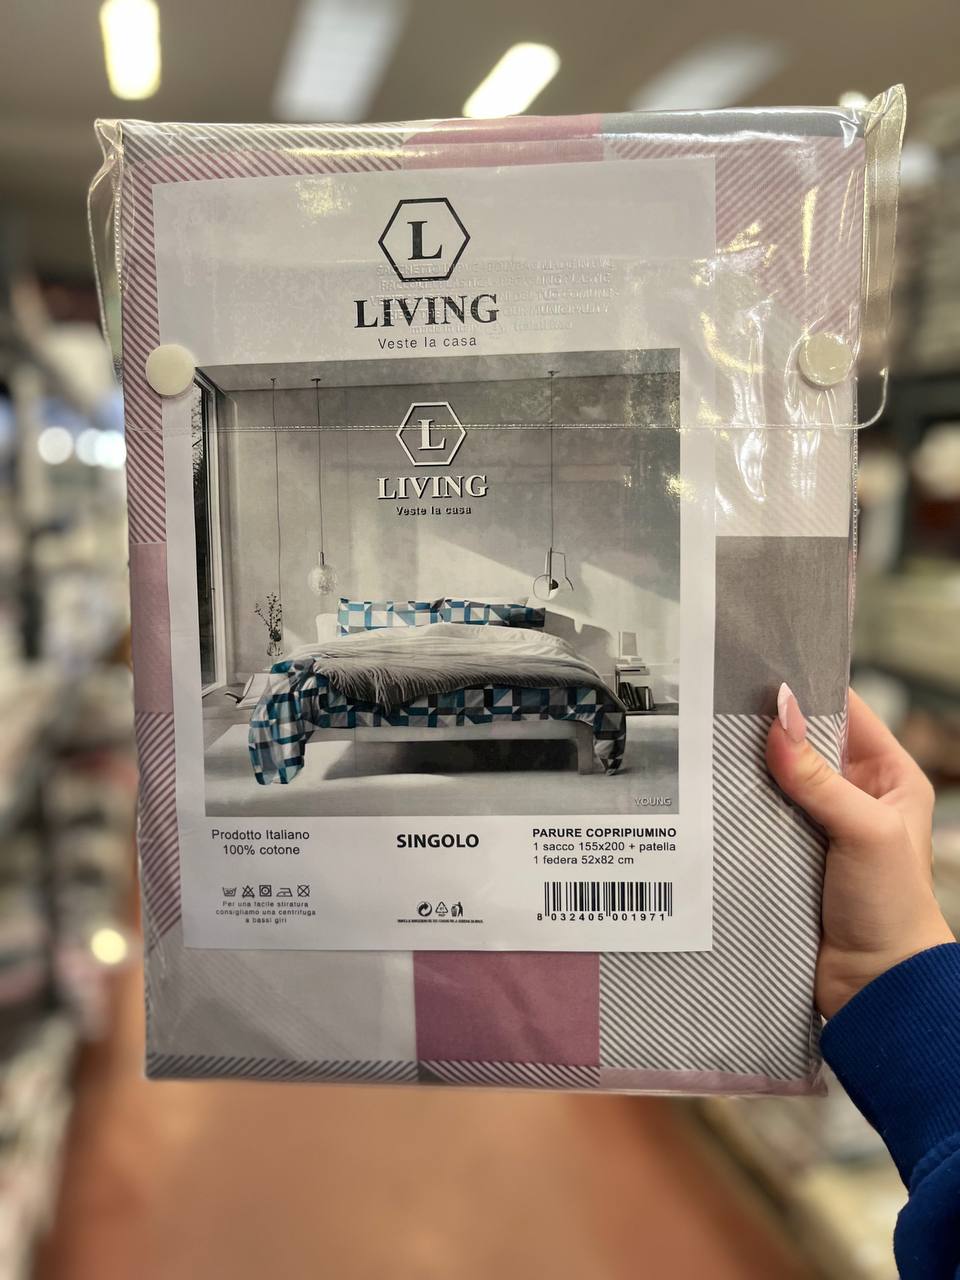 L
LIVING
Veste la casa
L
LIVING
Veste la casa
YOUNG
Prodotto Italiano
100% cotone
SINGOLO
PARURE COPRIPIUMINO
1 sacco 155x200 + patella
1 federa 52x82 cm
Per una facile stiratura
consigliamo una centrifuga
a bassi giri
8 032405 001971